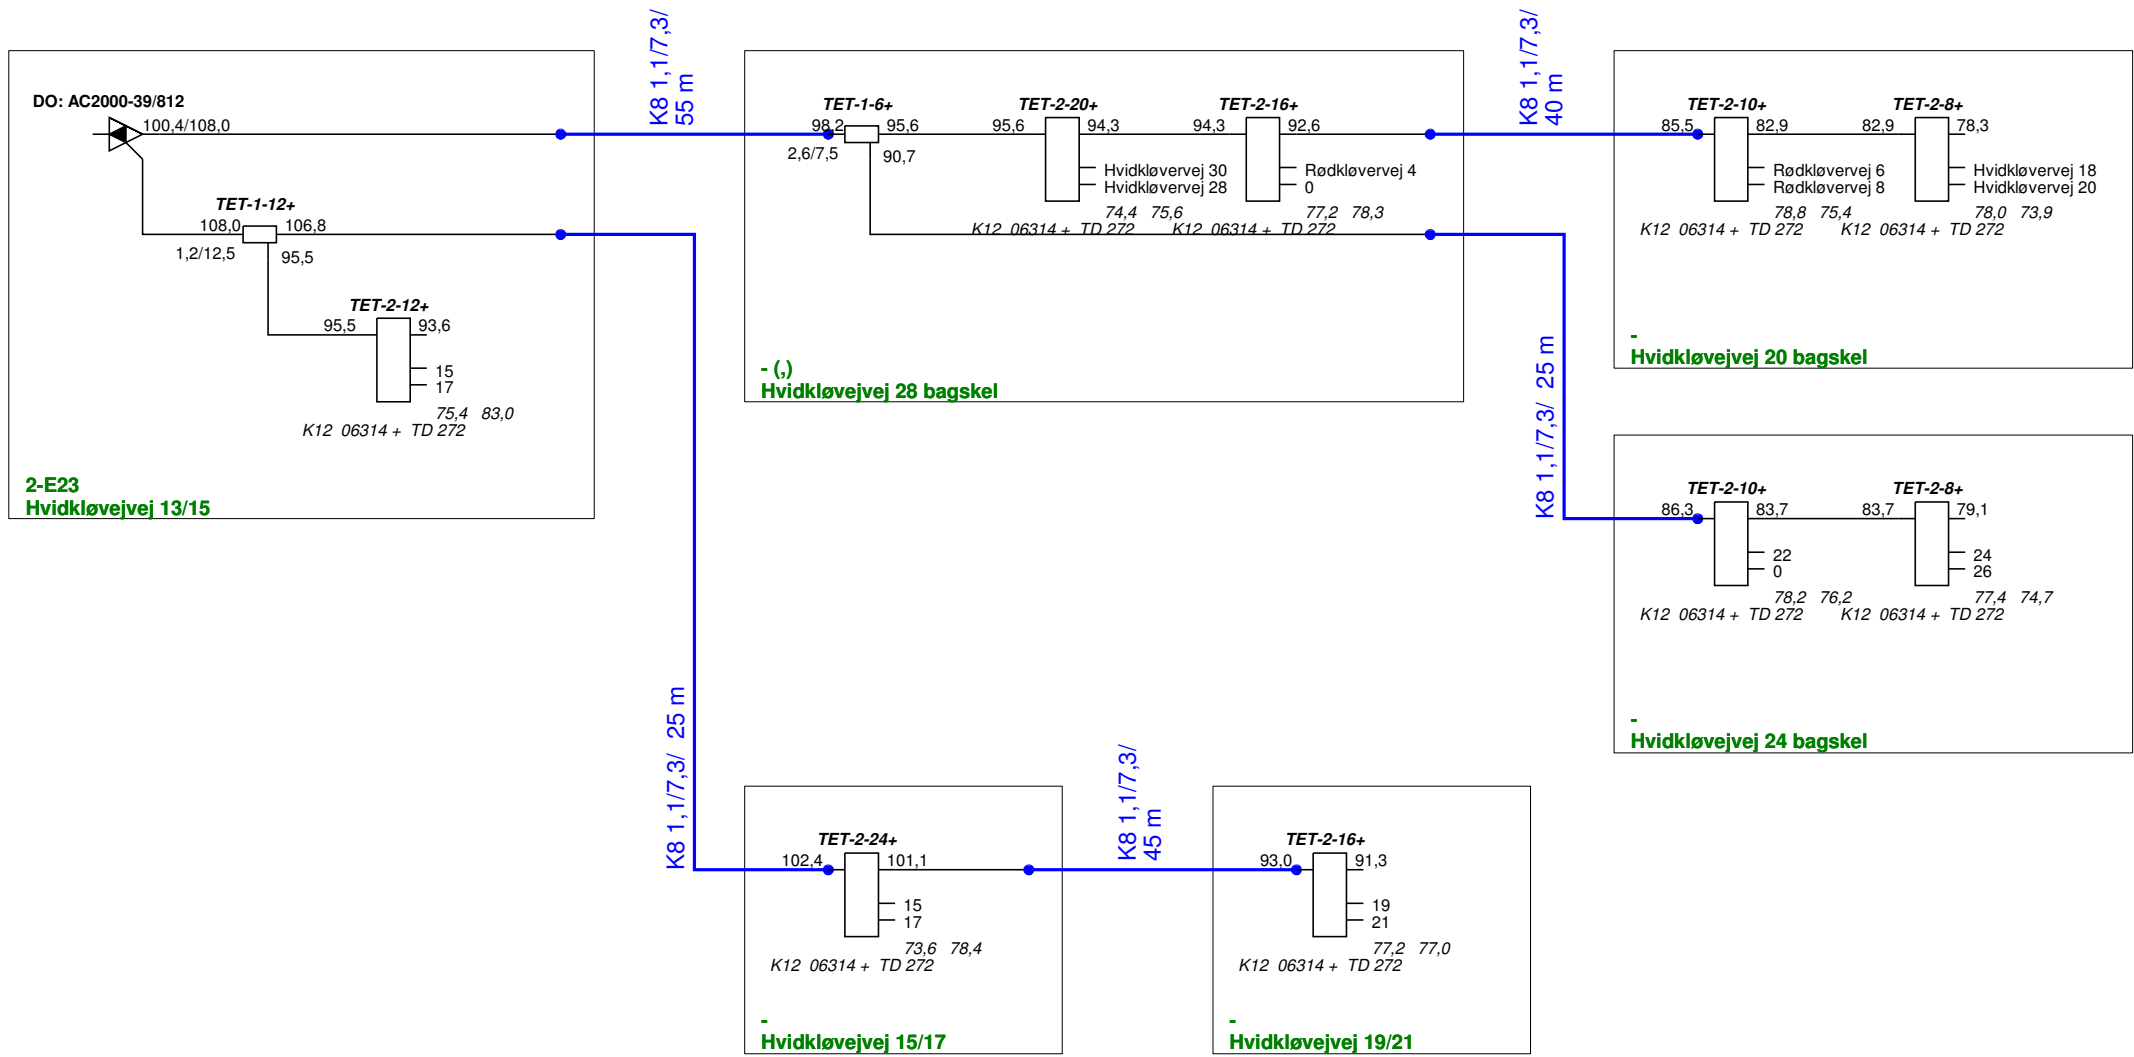 DO: AC2000-39/812
100,4/108,0
TET-1-12+
108,0
106,8
1,2/12,5
95,5
TET-2-12+
95,5
93,6
15
17
75,4 83,0
K12 06314 + TD 272
2-E23
Hvidkløvejvej 13/15
K8 1,1/7,3/
55 m
TET-1-6+
98,2
95,6
2,6/7,5
90,7
TET-2-20+
95,6
94,3
Hvidkløvervej 30
Hvidkløvervej 28
74,4 75,6
K12 06314 + TD 272
TET-2-16+
94,3
92,6
Rødkløvervej 4
0
77,2 78,3
K12 06314 + TD 272
- (,)
Hvidkløvejvej 28 bagskel
K8 1,1/7,3/
40 m
TET-2-10+
85,5
82,9
Rødkløvervej 6
Rødkløvervej 8
78,8 75,4
K12 06314 + TD 272
TET-2-8+
82,9
78,3
Hvidkløvervej 18
Hvidkløvervej 20
78,0 73,9
K12 06314 + TD 272
-
Hvidkløvejvej 20 bagskel
K8 1,1/7,3/ 25 m
TET-2-10+
86,3
83,7
22
0
78,2 76,2
K12 06314 + TD 272
TET-2-8+
83,7
79,1
24
26
77,4 74,7
K12 06314 + TD 272
-
Hvidkløvejvej 24 bagskel
K8 1,1/7,3/ 25 m
TET-2-24+
102,4
101,1
15
17
73,6 78,4
K12 06314 + TD 272
-
Hvidkløvejvej 15/17
K8 1,1/7,3/
45 m
TET-2-16+
93,0
91,3
19
21
77,2 77,0
K12 06314 + TD 272
-
Hvidkløvejvej 19/21